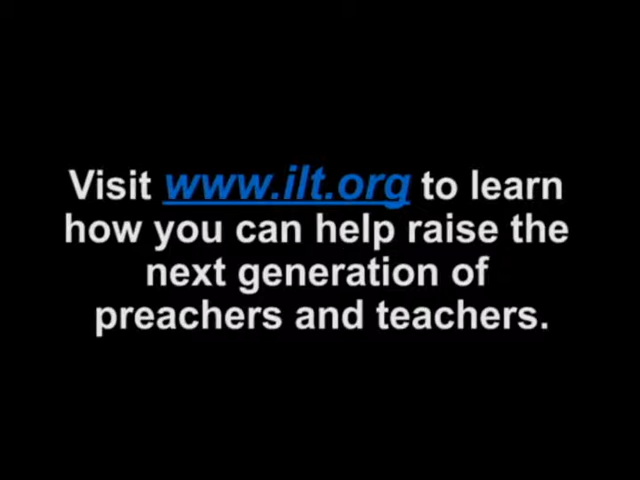 Visit www.ilt.org to learn
how you can help raise the
next generation of
preachers and teachers.